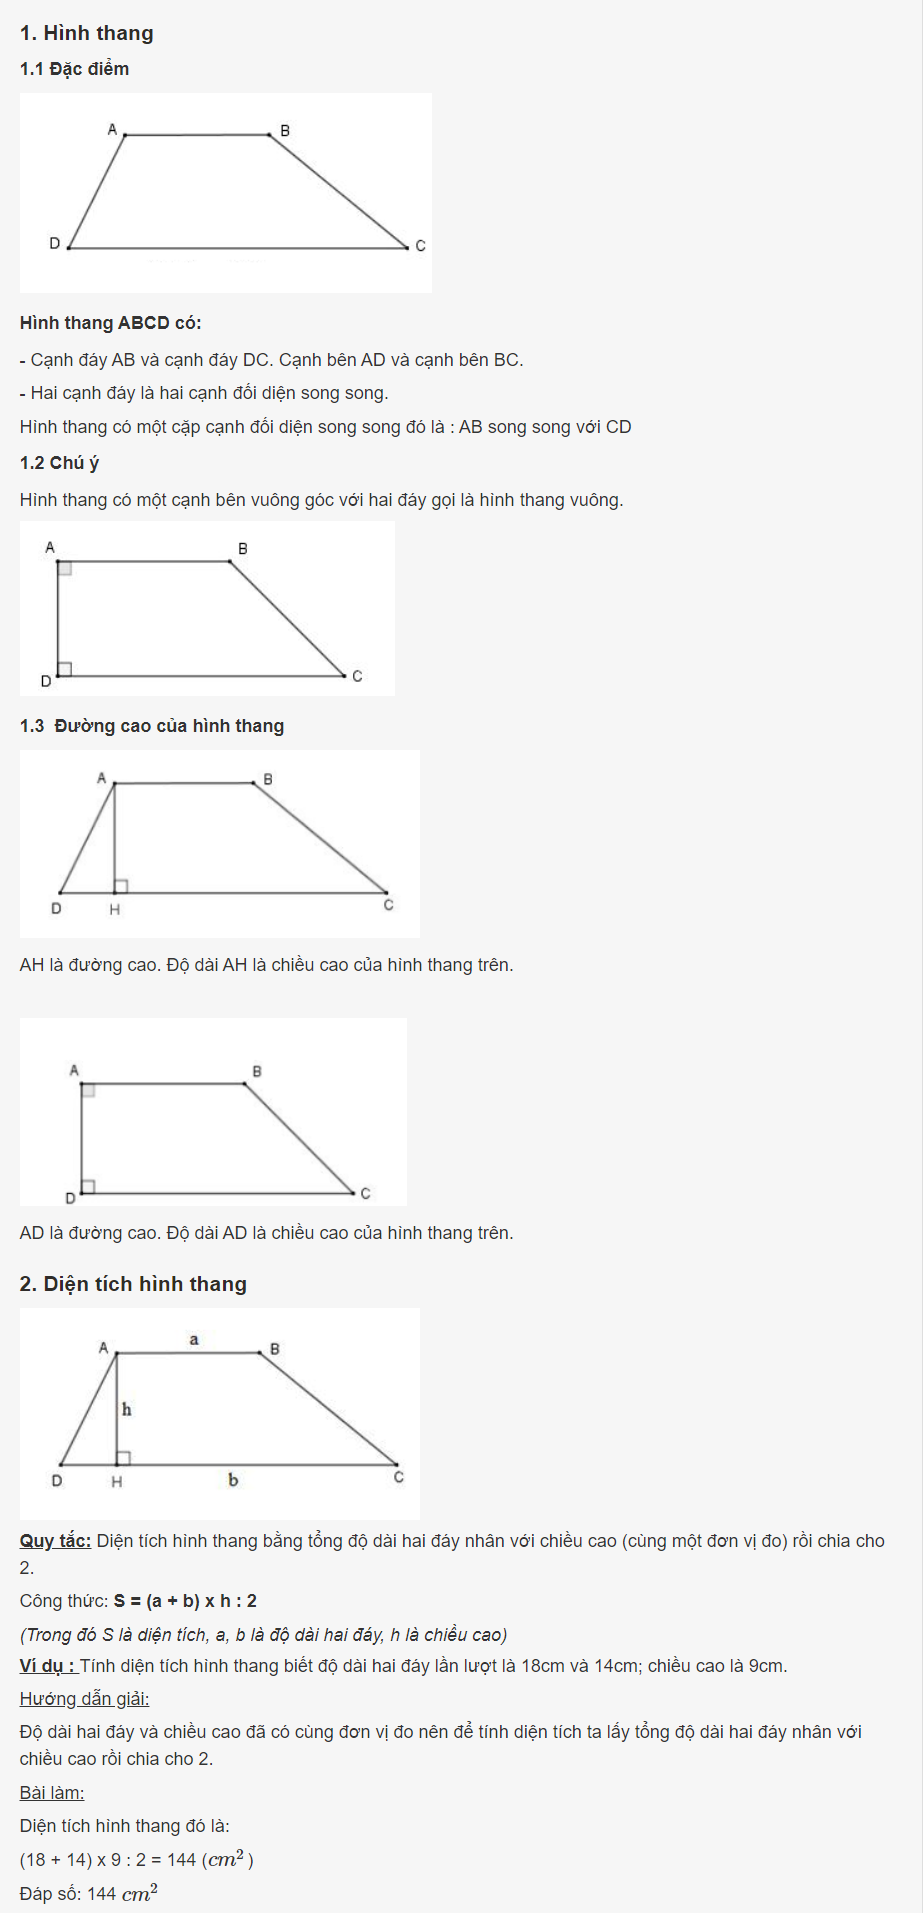 1. Hình thang
1.1 Đặc điểm
A
B
D
C
Hình thang ABCD có:
- Cạnh đáy AB và cạnh đáy DC. Cạnh bên AD và cạnh bên BC.
- Hai cạnh đáy là hai cạnh đối diện song song.
Hình thang có một cặp cạnh đối diện song song đó là : AB song song với CD
1.2 Chú ý
Hình thang có một cạnh bên vuông góc với hai đáy gọi là hình thang vuông.
A
B
D
C
1.3 Đường cao của hình thang
A
B
D
H
C
AH là đường cao. Độ dài AH là chiều cao của hình thang trên.
A
B
D
C
AD là đường cao. Độ dài AD là chiều cao của hình thang trên.
2. Diện tích hình thang
a
A
B
h
D
H
b
C
Quy tắc: Diện tích hình thang bằng tổng độ dài hai đáy nhân với chiều cao (cùng một đơn vị đo) rồi chia cho
2.
Công thức: S = (a + b) x h : 2
(Trong đó S là diện tích, a, b là độ dài hai đáy, h là chiều cao)
Ví dụ : Tính diện tích hình thang biết độ dài hai đáy lần lượt là 18cm và 14cm; chiều cao là 9cm.
Hướng dẫn giải:
Độ dài hai đáy và chiều cao đã có cùng đơn vị đo nên để tính diện tích ta lấy tổng độ dài hai đáy nhân với
chiều cao rồi chia cho 2.
Bài làm:
Diện tích hình thang đó là:
(18 + 14) x 9 : 2 = 144 (cm² )
Đáp số: 144 cm²